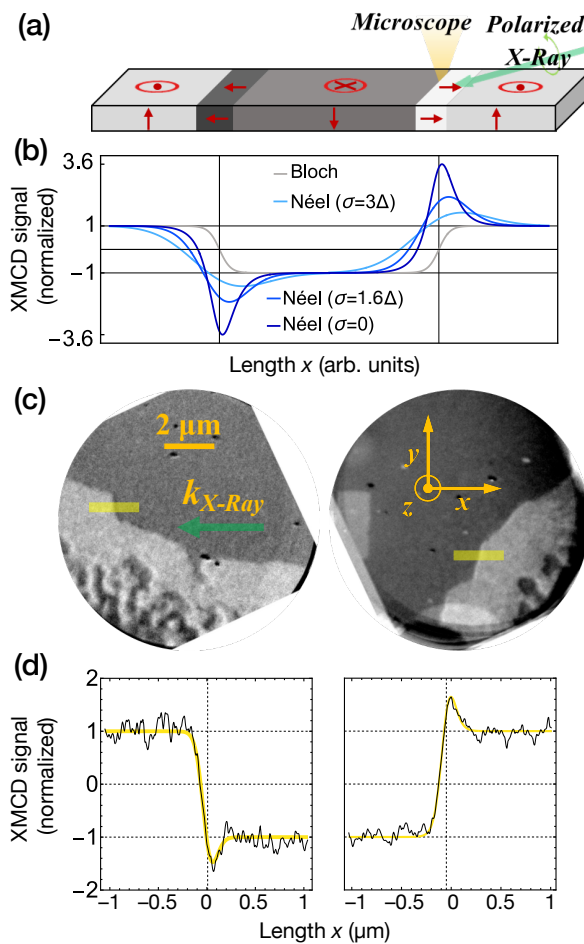 (a)
Microscope
Polarized
X-Ray
(b)
XMCD signal
(normalized)
3.6
1
−1
−3.6
Bloch
Néel (σ=3Δ)
Néel (σ=1.6Δ)
Néel (σ=0)
Length x (arb. units)
(c)
2 μm
k X-Ray
y
z
x
(d)
XMCD signal
(normalized)
2
1
0
−1
−2
−1
−0.5
0
0.5
1
−1
−0.5
0
0.5
1
Length x (μm)